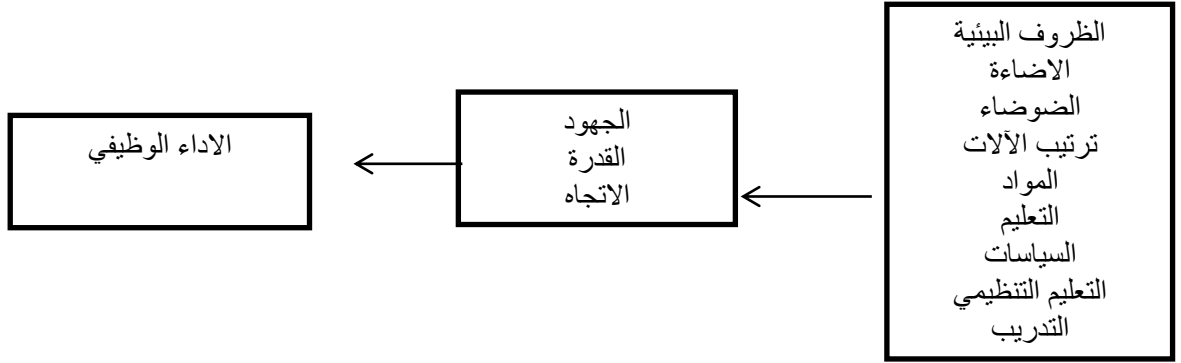 الظروف البيئية
الاضاءة
الضوضاء
ترتيب الآلات
المواد
التعليم
السياسات
التعليم التنظيمي
التدريب
الجهود
القدرة
الاتجاه
الاداء الوظيفي